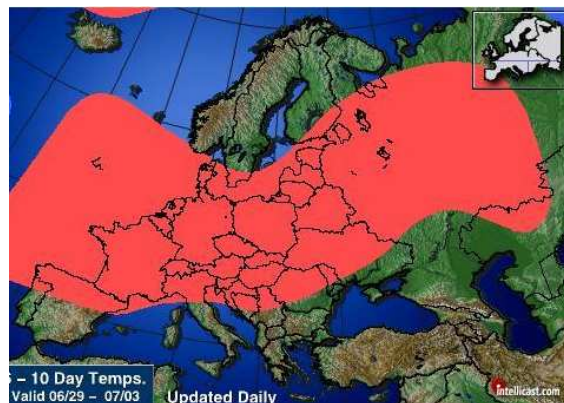 - 10 Day Temps.
Valid 06/29 - 07/03
Updated Daily
intellicast.com